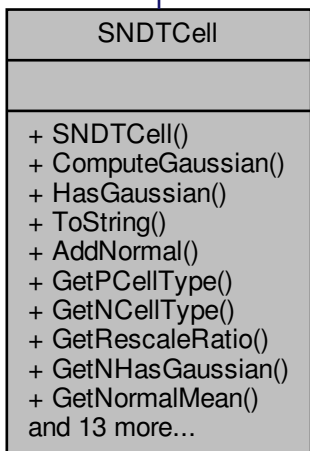 SNDTCell
+ SNDTCell()
+ ComputeGaussian()
+ HasGaussian()
+ ToString()
+ AddNormal()
+ GetPCellType()
+ GetNCellType()
+ GetRescaleRatio()
+ GetNHasGaussian()
+ GetNormalMean()
and 13 more...